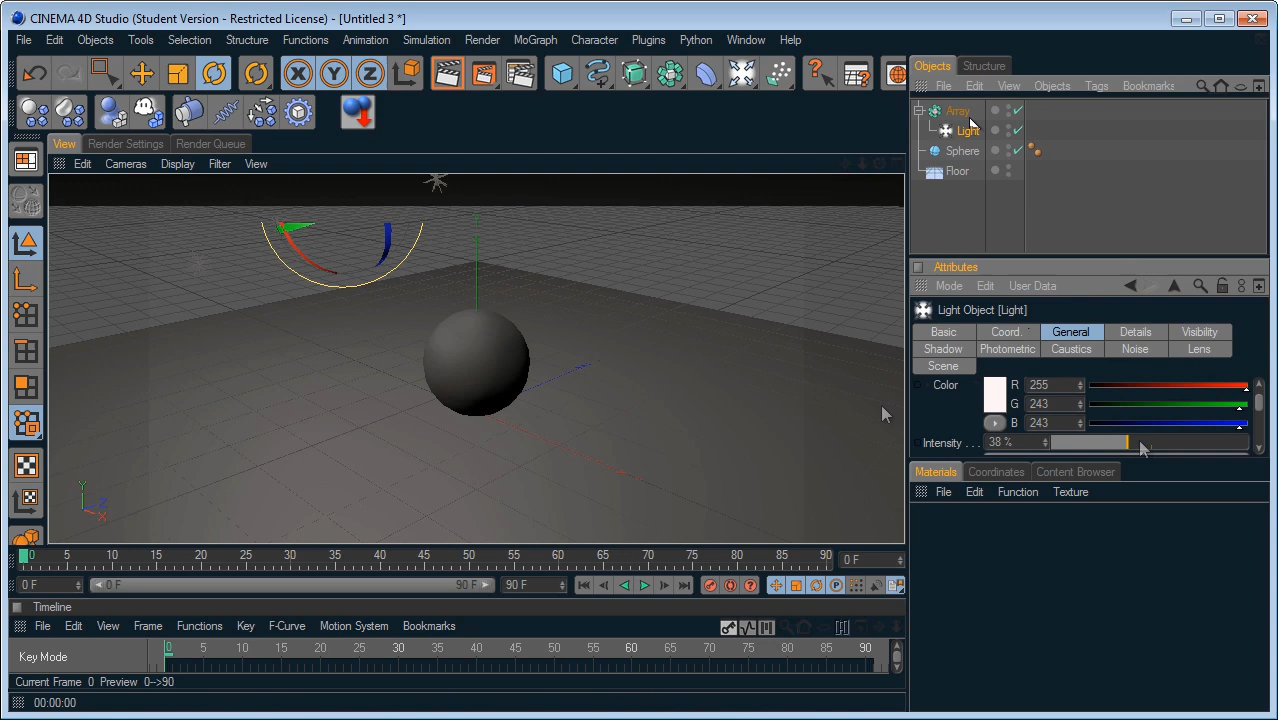 CINEMA 4D Studio (Student Version - Restricted License) - [Untitled 3 *]
File Edit Objects Tools Selection Structure Functions Animation Simulation Render MoGraph Character Plugins Python Window Help
X Y Z
Objects Structure
File Edit View Objects Tags Bookmarks
Array
Light
Sphere
Floor
View Render Settings Render Queue
Edit Cameras Display Filter View
Y
Z
X
Attributes
Mode Edit User Data
Light Object [Light]
Basic Coord. General Details Visibility
Shadow Photometric Caustics Noise Lens
Scene
Color R 255
G 243
B 243
Intensity . . . 38 %
Materials Coordinates Content Browser
File Edit Function Texture
0 5 10 15 20 25 30 35 40 45 50 55 60 65 70 75 80 85 90 0 F
0 F 0 F 90 F 90 F
Timeline
File Edit View Frame Functions Key F-Curve Motion System Bookmarks
0 5 10 15 20 25 30 40 50 60 70 80 90
Key Mode
Current Frame 0 Preview 0-->90
00:00:00